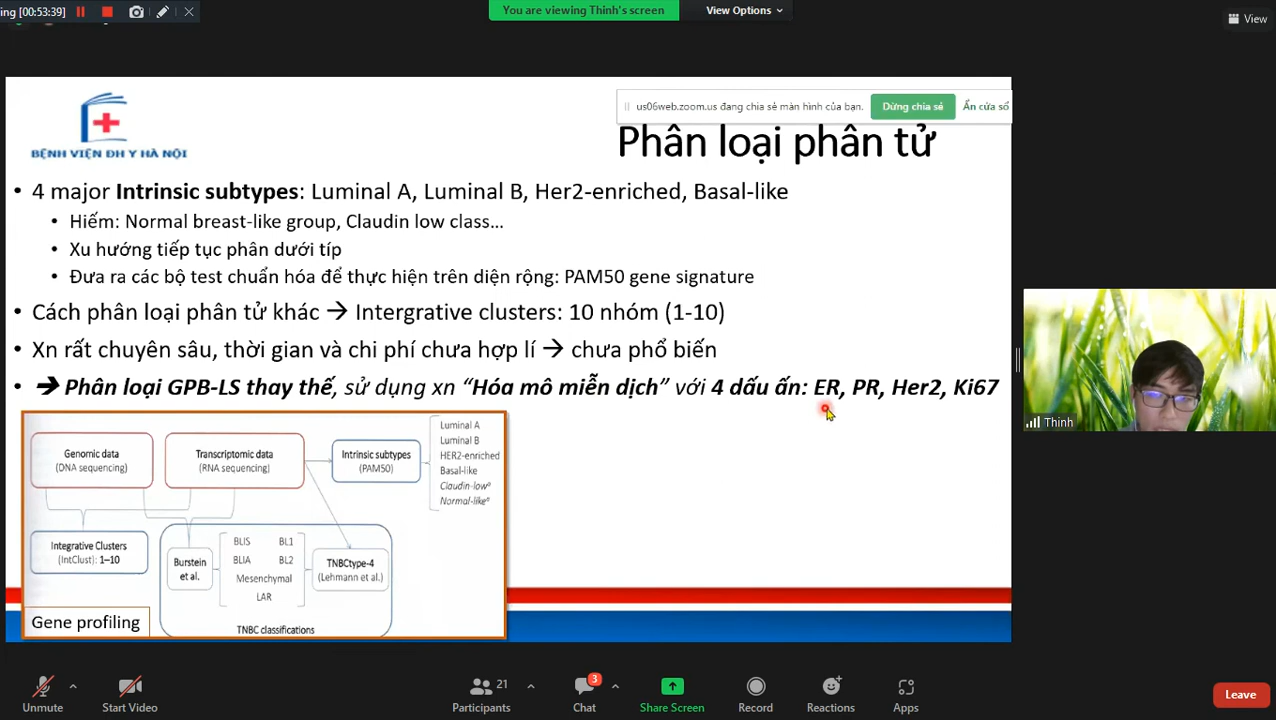 ing [00:53:39]
You are viewing Thinh's screen
View Options
View
us06web.zoom.us đang chia sẻ màn hình của bạn.
Dừng chia sẻ
Ẩn cửa sổ
BỆNH VIỆN ĐH Y HÀ NỘI
Phân loại phân tử
• 4 major Intrinsic subtypes: Luminal A, Luminal B, Her2-enriched, Basal-like
• Hiếm: Normal breast-like group, Claudin low class…
• Xu hướng tiếp tục phân dưới típ
• Đưa ra các bộ test chuẩn hóa để thực hiện trên diện rộng: PAM50 gene signature
• Cách phân loại phân tử khác → Intergrative clusters: 10 nhóm (1-10)
• Xn rất chuyên sâu, thời gian và chi phí chưa hợp lí → chưa phổ biến
• → Phân loại GPB-LS thay thế, sử dụng xn “Hóa mô miễn dịch” với 4 dấu ấn: ER, PR, Her2, Ki67
Genomic data
(DNA sequencing)
Transcriptomic data
(RNA sequencing)
Intrinsic subtypes
(PAM50)
Luminal A
Luminal B
HER2-enriched
Basal-like
Claudin-lowᵃ
Normal-likeᵃ
Integrative Clusters
(IntClust): 1–10
Burstein
et al.
BLIS BL1
BLIA BL2
Mesenchymal
LAR
TNBCtype-4
(Lehmann et al.)
TNBC classifications
Gene profiling
Thinh
Unmute
Start Video
21
Participants
3
Chat
Share Screen
Record
Reactions
Apps
Leave